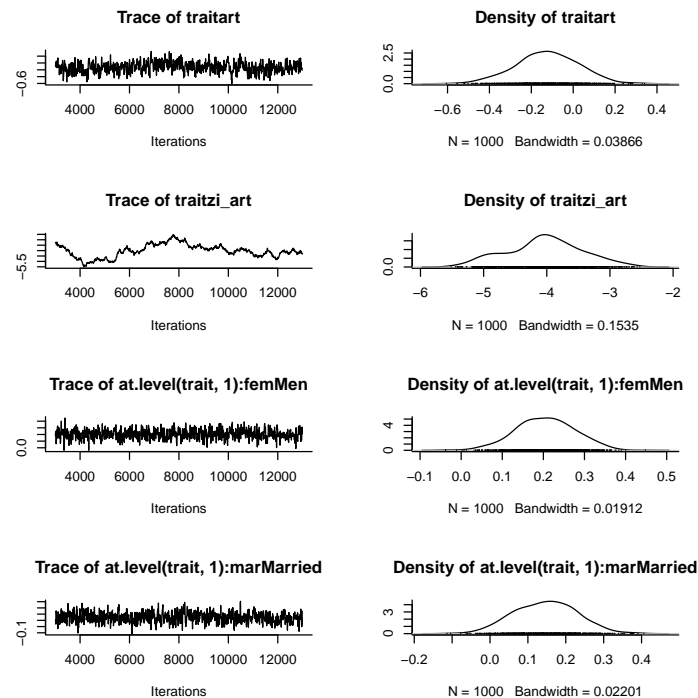 Trace of traitart
Density of traitart
−0.6
4000 6000 8000 10000 12000
Iterations
0.0 2.5
−0.6 −0.4 −0.2 0.0 0.2 0.4
N = 1000 Bandwidth = 0.03866
Trace of traitzi_art
Density of traitzi_art
−5.5
4000 6000 8000 10000 12000
Iterations
0.0
−6 −5 −4 −3 −2
N = 1000 Bandwidth = 0.1535
Trace of at.level(trait, 1):femMen
Density of at.level(trait, 1):femMen
0.0
4000 6000 8000 10000 12000
Iterations
0 4
−0.1 0.0 0.1 0.2 0.3 0.4 0.5
N = 1000 Bandwidth = 0.01912
Trace of at.level(trait, 1):marMarried
Density of at.level(trait, 1):marMarried
−0.1
4000 6000 8000 10000 12000
Iterations
0 3
−0.2 0.0 0.1 0.2 0.3 0.4
N = 1000 Bandwidth = 0.02201